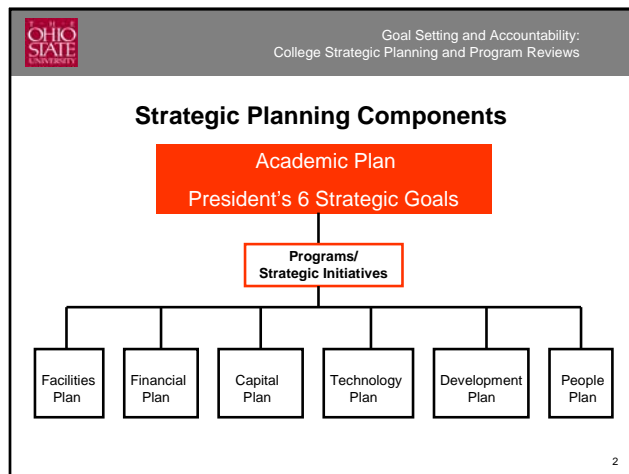 T · H · E
OHIO
STATE
UNIVERSITY
Goal Setting and Accountability:
College Strategic Planning and Program Reviews
Strategic Planning Components
Academic Plan
President's 6 Strategic Goals
Programs/
Strategic Initiatives
Facilities
Plan
Financial
Plan
Capital
Plan
Technology
Plan
Development
Plan
People
Plan
2